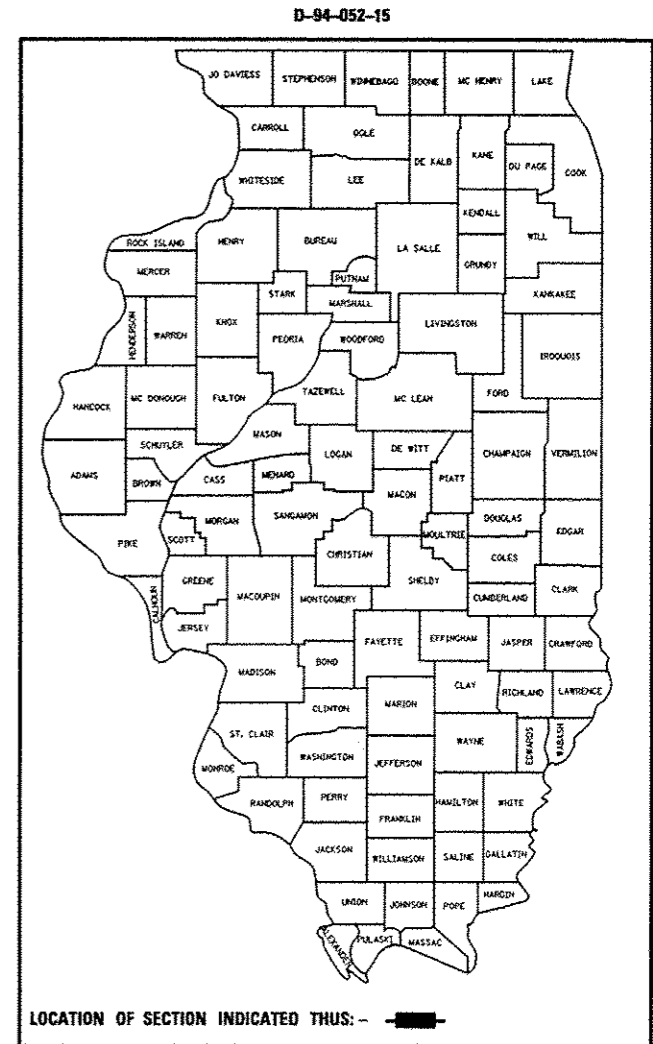 D-94-052-15
JO DAVIESS STEPHENSON WINNEBAGO BOONE MC HENRY LAKE
CARROLL OGLE
DE KALB KANE DU PAGE COOK
WHITESIDE LEE
KENDALL
ROCK ISLAND HENRY BUREAU LA SALLE WILL
MERCER PUTNAM GRUNDY
STARK MARSHALL KANKAKEE
HENDERSON WARREN KNOX PEORIA WOODFORD LIVINGSTON IROQUOIS
HANCOCK MC DONOUGH FULTON TAZEWELL MC LEAN FORD
SCHUYLER MASON LOGAN DE WITT CHAMPAIGN VERMILION
ADAMS BROWN CASS MENARD MACON PIATT
PIKE SCOTT MORGAN SANGAMON CHRISTIAN MOULTRIE DOUGLAS EDGAR
COLES
CALHOUN GREENE MACOUPIN MONTGOMERY SHELBY CUMBERLAND CLARK
JERSEY FAYETTE EFFINGHAM JASPER CRAWFORD
MADISON BOND CLAY RICHLAND LAWRENCE
CLINTON MARION
ST. CLAIR WASHINGTON WAYNE EDWARDS WABASH
MONROE JEFFERSON
RANDOLPH PERRY HAMILTON WHITE
FRANKLIN
JACKSON WILLIAMSON SALINE GALLATIN
UNION JOHNSON POPE HARDIN
ALEXANDER PULASKI MASSAC
LOCATION OF SECTION INDICATED THUS: -